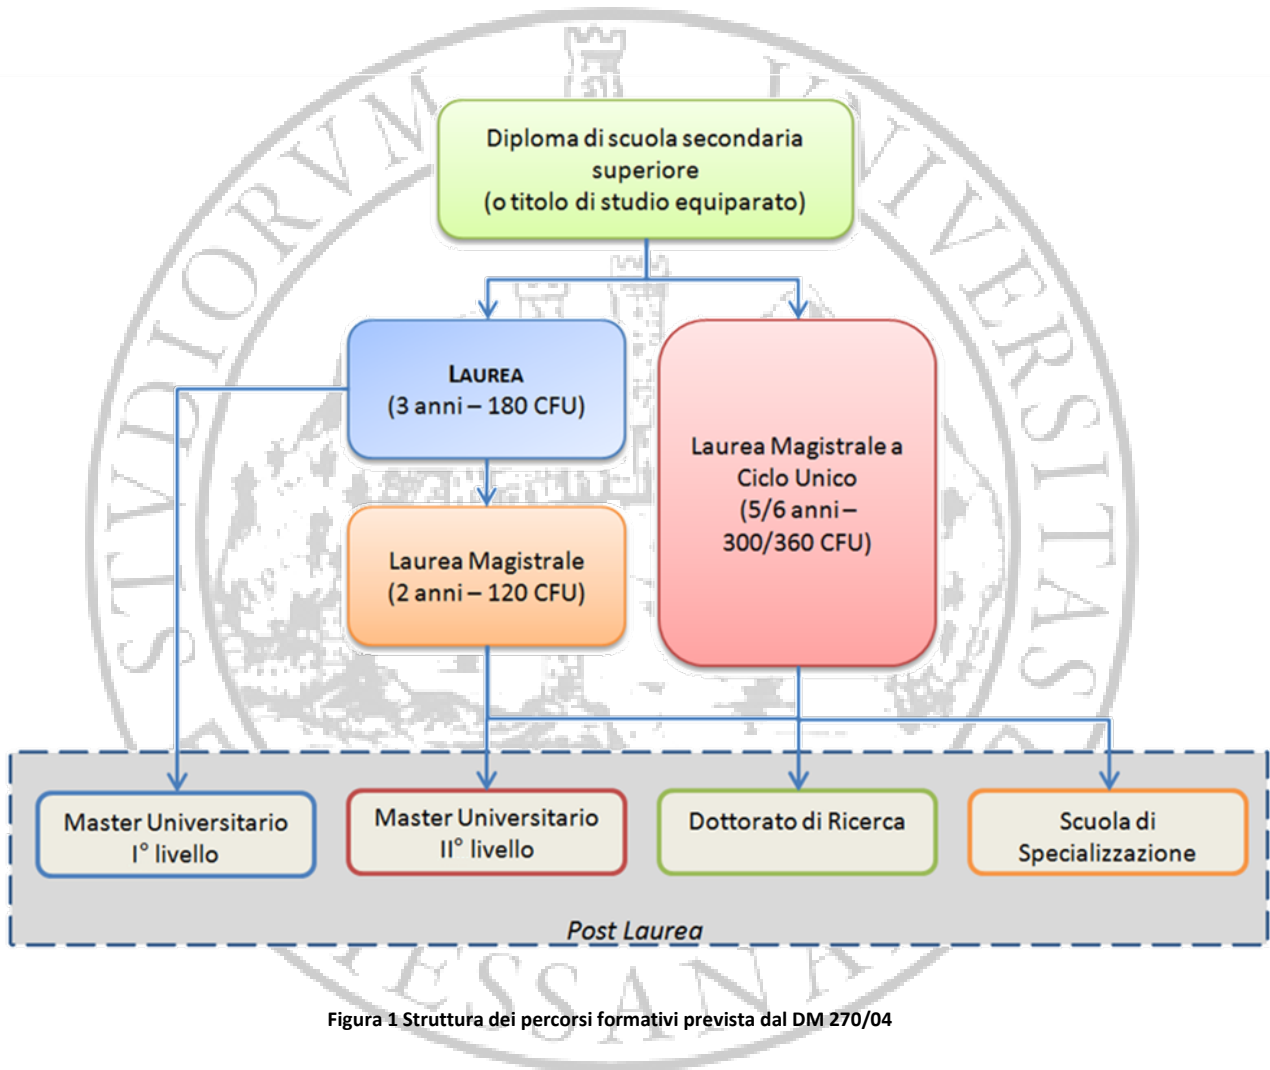 STVDIORVM
VNIVERSITAS
Diploma di scuola secondaria
superiore
(o titolo di studio equiparato)
LAUREA
(3 anni – 180 CFU)
Laurea Magistrale a
Ciclo Unico
(5/6 anni –
300/360 CFU)
Laurea Magistrale
(2 anni – 120 CFU)
Master Universitario
I° livello
Master Universitario
II° livello
Dottorato di Ricerca
Scuola di
Specializzazione
Post Laurea
Figura 1 Struttura dei percorsi formativi prevista dal DM 270/04